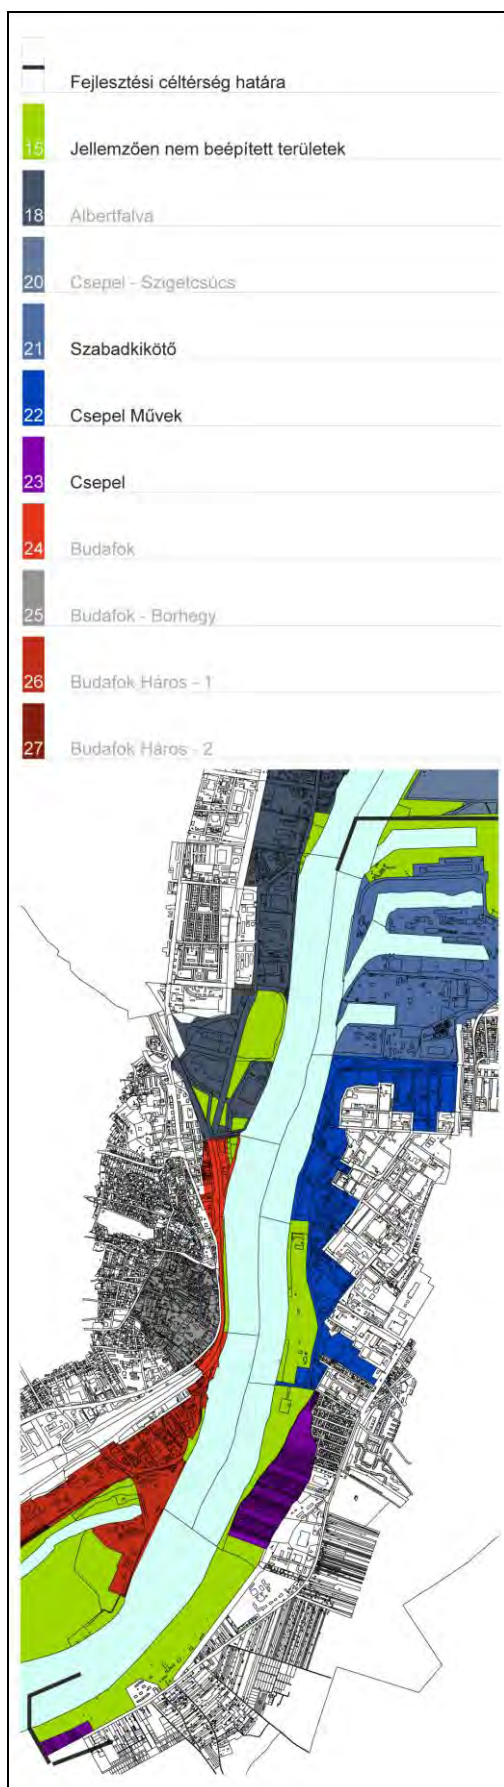 Fejlesztési céltérség határa
15 Jellemzően nem beépített területek
18 Albertfalva
20 Csepel - Szigetcsúcs
21 Szabadkikötő
22 Csepel Művek
23 Csepel
24 Budafok
25 Budafok - Borhegy
26 Budafok Háros - 1
27 Budafok Háros - 2